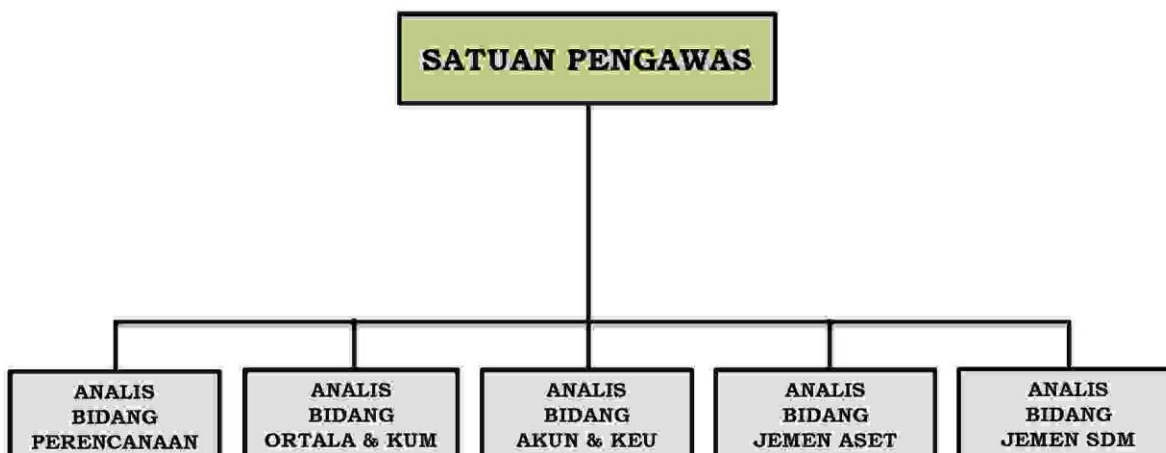 SATUAN PENGAWAS
ANALIS
BIDANG
PERENCANAAN
ANALIS
BIDANG
ORTALA & KUM
ANALIS
BIDANG
AKUN & KEU
ANALIS
BIDANG
JEMEN ASET
ANALIS
BIDANG
JEMEN SDM